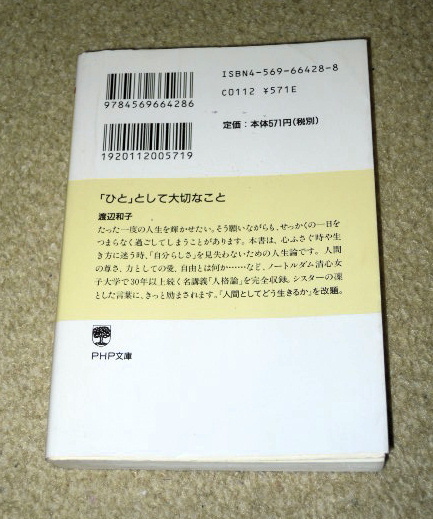 ISBN4-569-66428-8
9784569664286
C0112 ¥571E
定価：本体571円(税別)
1920112005719
「ひと」として大切なこと
渡辺和子
たった一度の人生を輝かせたい。そう願いながらも、せっかくの一日を
つまらなく過ごしてしまうことがあります。本書は、心ふさぐ時や生
き方に迷う時、「自分らしさ」を見失わないための人生論です。人間
の尊さ、力としての愛、自由とは何か……など、ノートルダム清心女
子大学で30年以上続く名講義「人格論」を完全収録。シスターの凛
とした言葉に、きっと励まされます。『人間としてどう生きるか』を改題。
PHP文庫